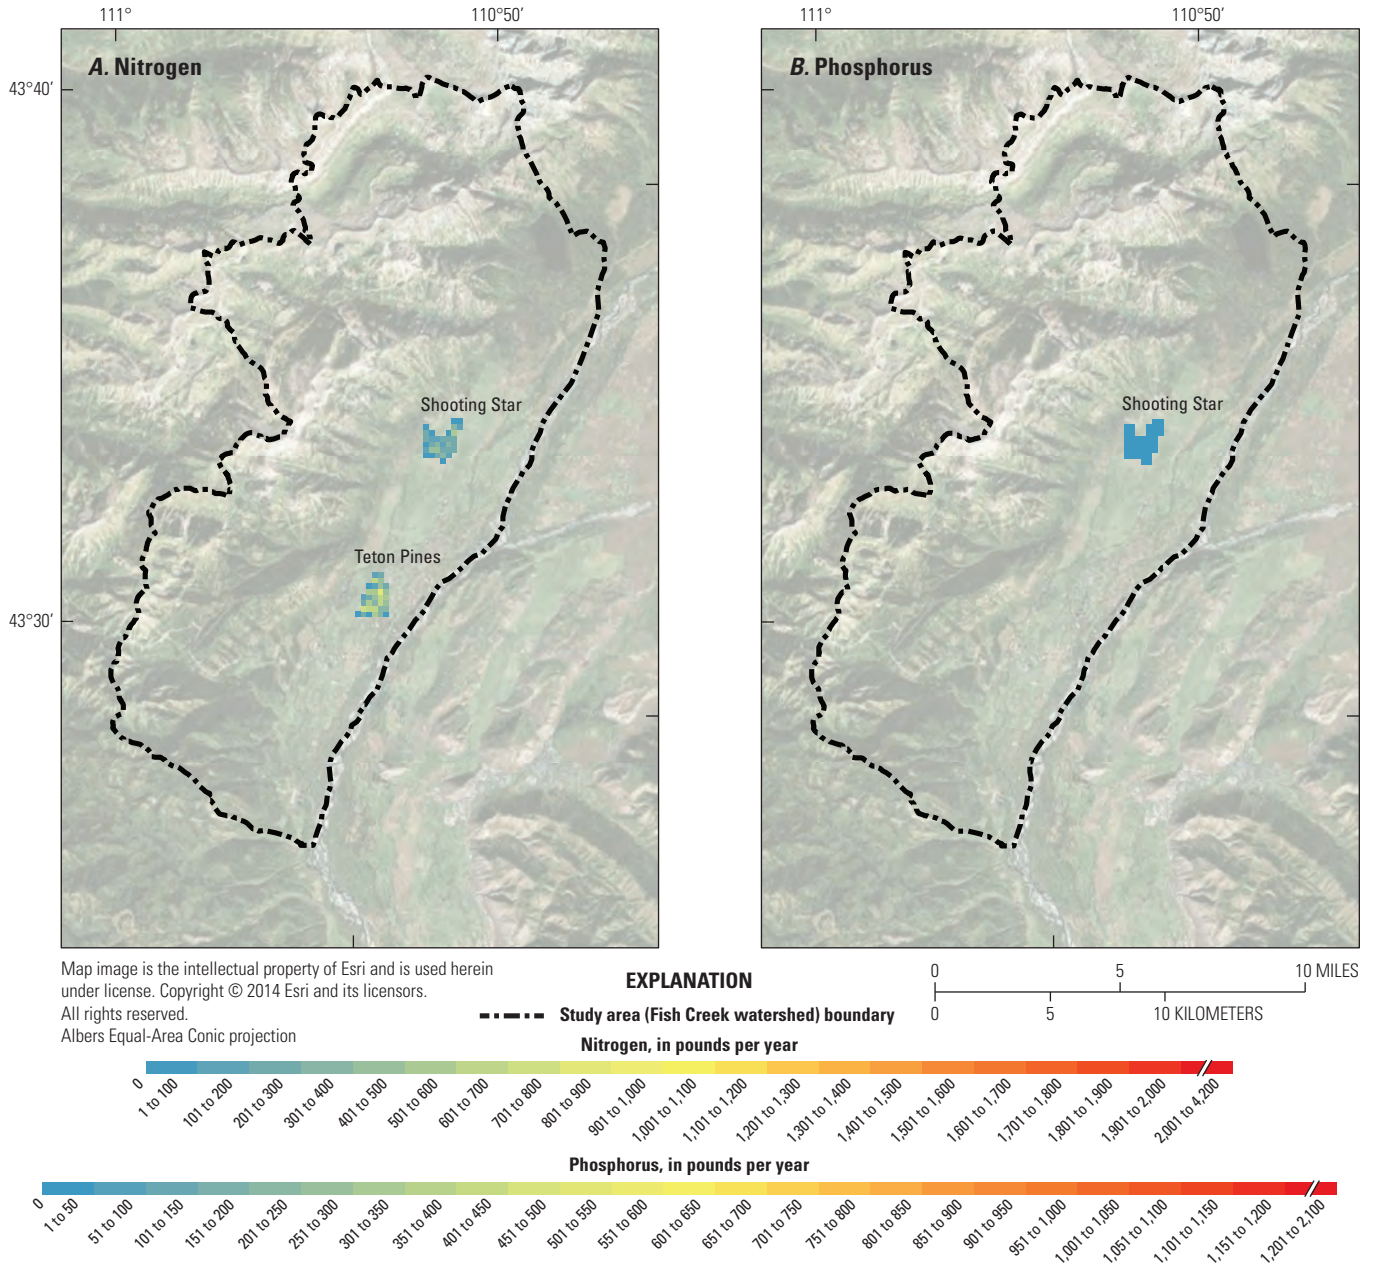 111°
110°50′
111°
110°50′
A. Nitrogen
B. Phosphorus
43°40′
Shooting Star
Shooting Star
Teton Pines
43°30′
Map image is the intellectual property of Esri and is used herein
under license. Copyright © 2014 Esri and its licensors.
All rights reserved.
Albers Equal-Area Conic projection
EXPLANATION
Study area (Fish Creek watershed) boundary
0 5 10 MILES
0 5 10 KILOMETERS
Nitrogen, in pounds per year
0
1 to 100
101 to 200
201 to 300
301 to 400
401 to 500
501 to 600
601 to 700
701 to 800
801 to 900
901 to 1,000
1,001 to 1,100
1,101 to 1,200
1,201 to 1,300
1,301 to 1,400
1,401 to 1,500
1,501 to 1,600
1,601 to 1,700
1,701 to 1,800
1,801 to 1,900
1,901 to 2,000
2,001 to 4,200
Phosphorus, in pounds per year
0
1 to 50
51 to 100
101 to 150
151 to 200
201 to 250
251 to 300
301 to 350
351 to 400
401 to 450
451 to 500
501 to 550
551 to 600
601 to 650
651 to 700
701 to 750
751 to 800
801 to 850
851 to 900
901 to 950
951 to 1,000
1,001 to 1,050
1,051 to 1,100
1,101 to 1,150
1,151 to 1,200
1,201 to 2,100